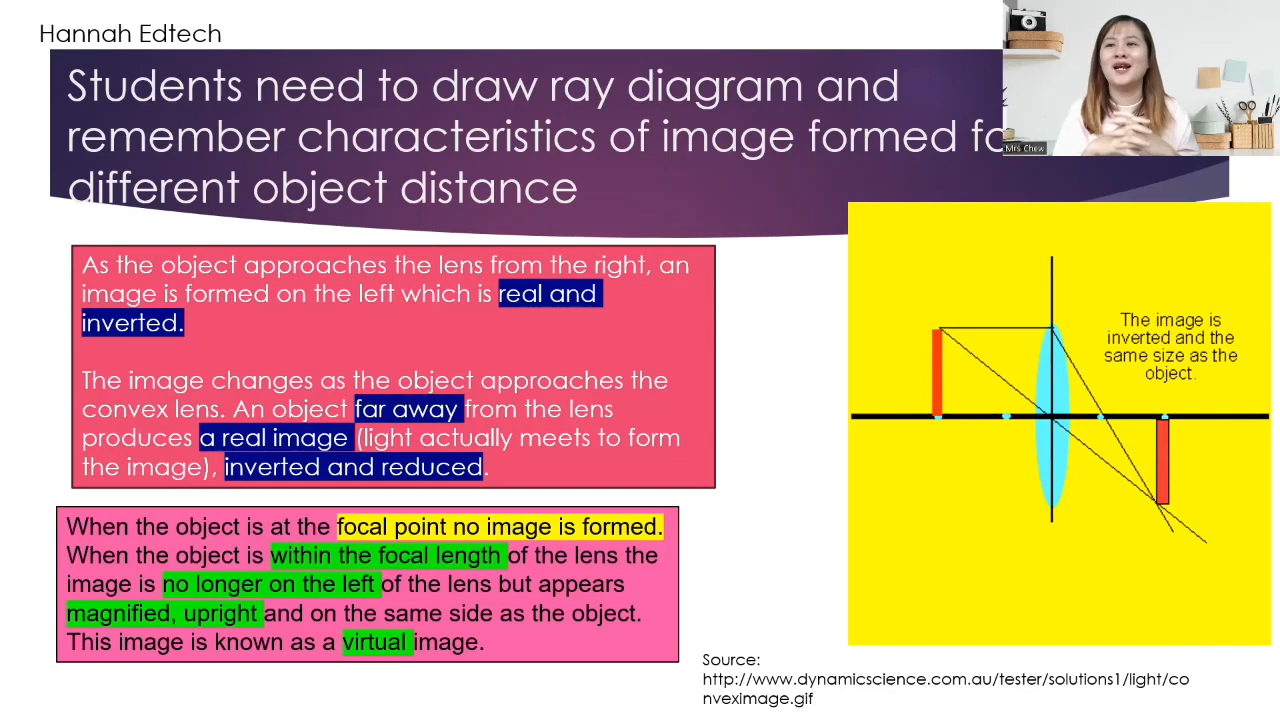 Hannah Edtech
Students need to draw ray diagram and
remember characteristics of image formed
different object distance
Mrs Chew
As the object approaches the lens from the right, an
image is formed on the left which is real and
inverted.
The image changes as the object approaches the
convex lens. An object far away from the lens
produces a real image (light actually meets to form
the image), inverted and reduced.
When the object is at the focal point no image is formed.
When the object is within the focal length of the lens the
image is no longer on the left of the lens but appears
magnified, upright and on the same side as the object.
This image is known as a virtual image.
The image is
inverted and the
same size as the
object.
Source:
http://www.dynamicscience.com.au/tester/solutions1/light/co
nveximage.gif